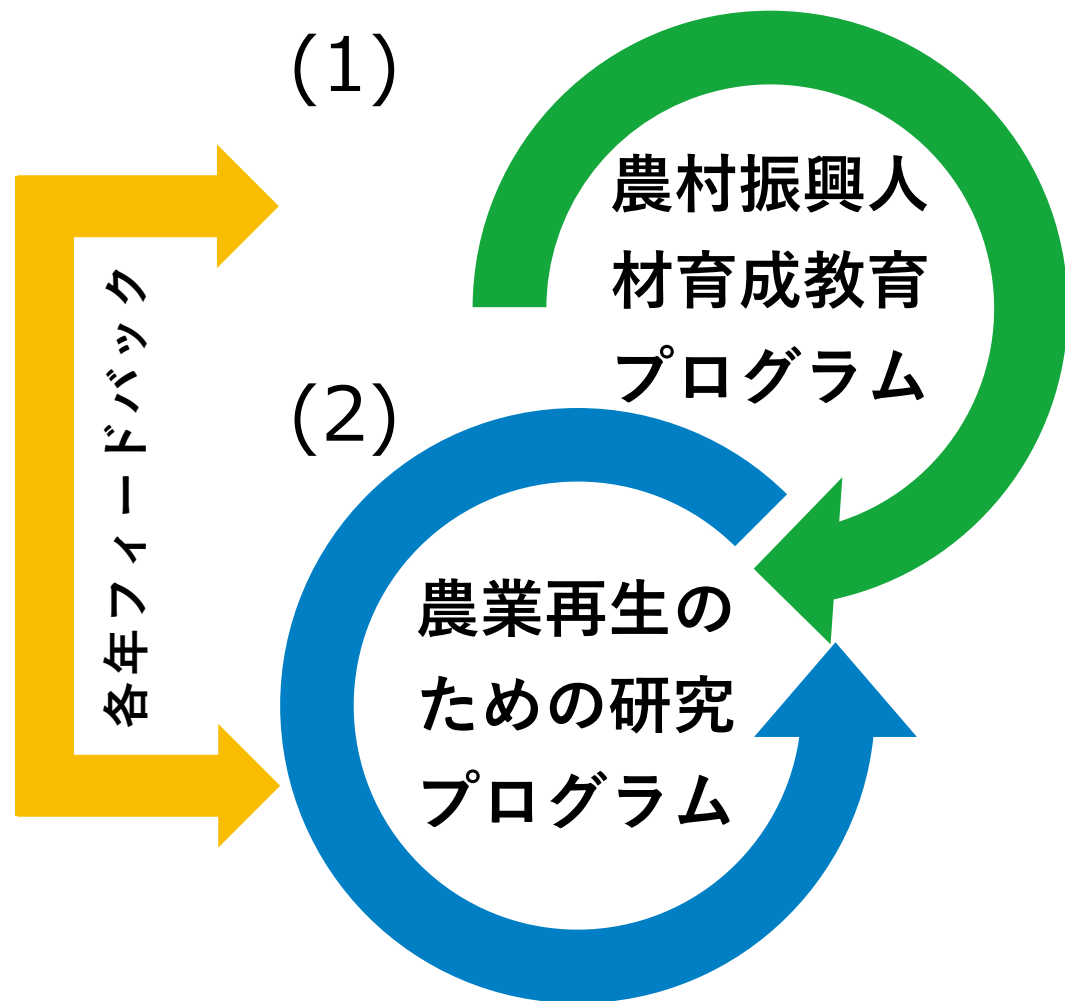 (1)
農村振興人
材育成教育
プログラム
各年フィードバック
(2)
農業再生の
ための研究
プログラム